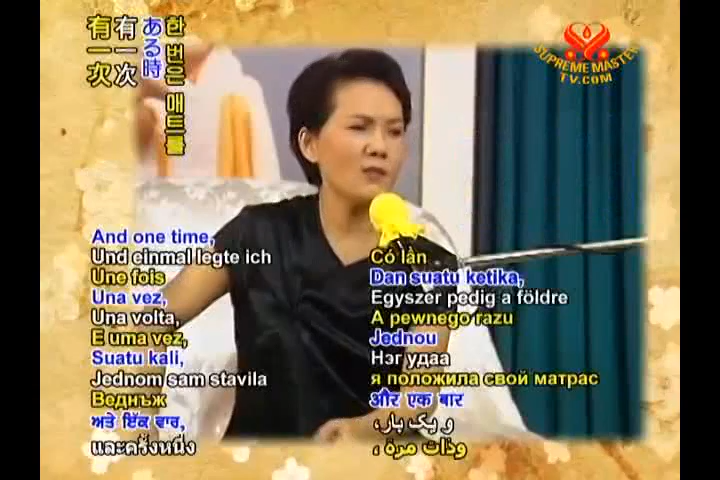 有一次
有一次
ある時
한 번은 매트를
SUPREME MASTER
TV.COM
And one time,
Und einmal legte ich
Une fois
Una vez,
Una volta,
E uma vez,
Suatu kali,
Jednom sam stavila
Веднъж
ਅਤੇ ਇੱਕ ਵਾਰ,
และครั้งหนึ่ง
Có lần
Dan suatu ketika,
Egyszer pedig a földre
A pewnego razu
Jednou
Нэг удаа
я положила свой матрас
और एक बार
و یک بار،
وذات مرة ،